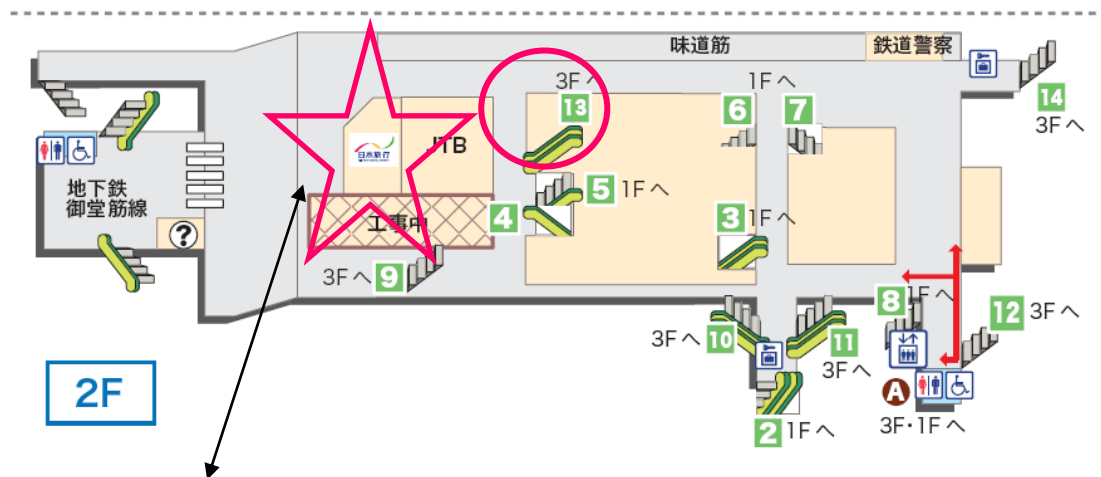 味道筋
鉄道警察
3Fへ
13
1Fへ
6
7
14
3Fへ
日本旅行
JTB
地下鉄
御堂筋線
?
工事中
4
5
1Fへ
3
1Fへ
3Fへ
9
8
1Fへ
12
3Fへ
3Fへ
10
11
3Fへ
2F
A
2
1Fへ
3F・1Fへ